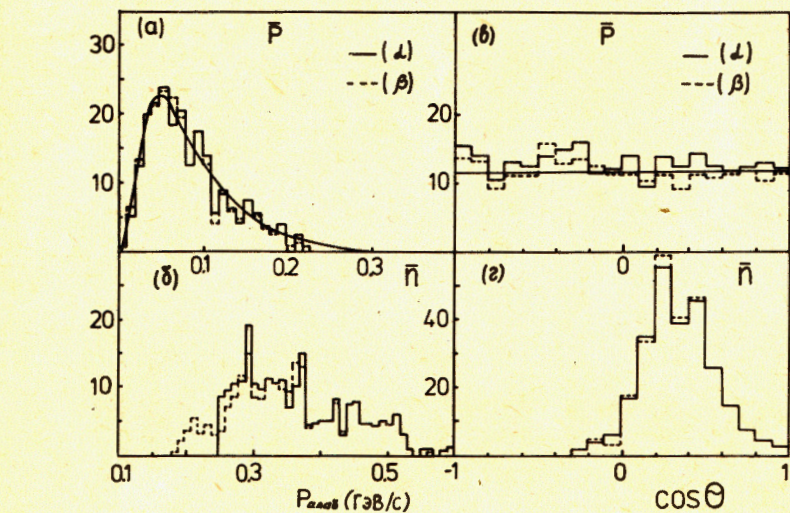 (а) P̄ (в) P̄
30 —(α) —(α)
---(β) ---(β)
20 20
10 10
0.1 0.2 0.3 0
(б) n̄ (г) n̄
20 40
10 20
0.1 0.3 0.5 -1 0 1
(ГэВ/с) cosθ